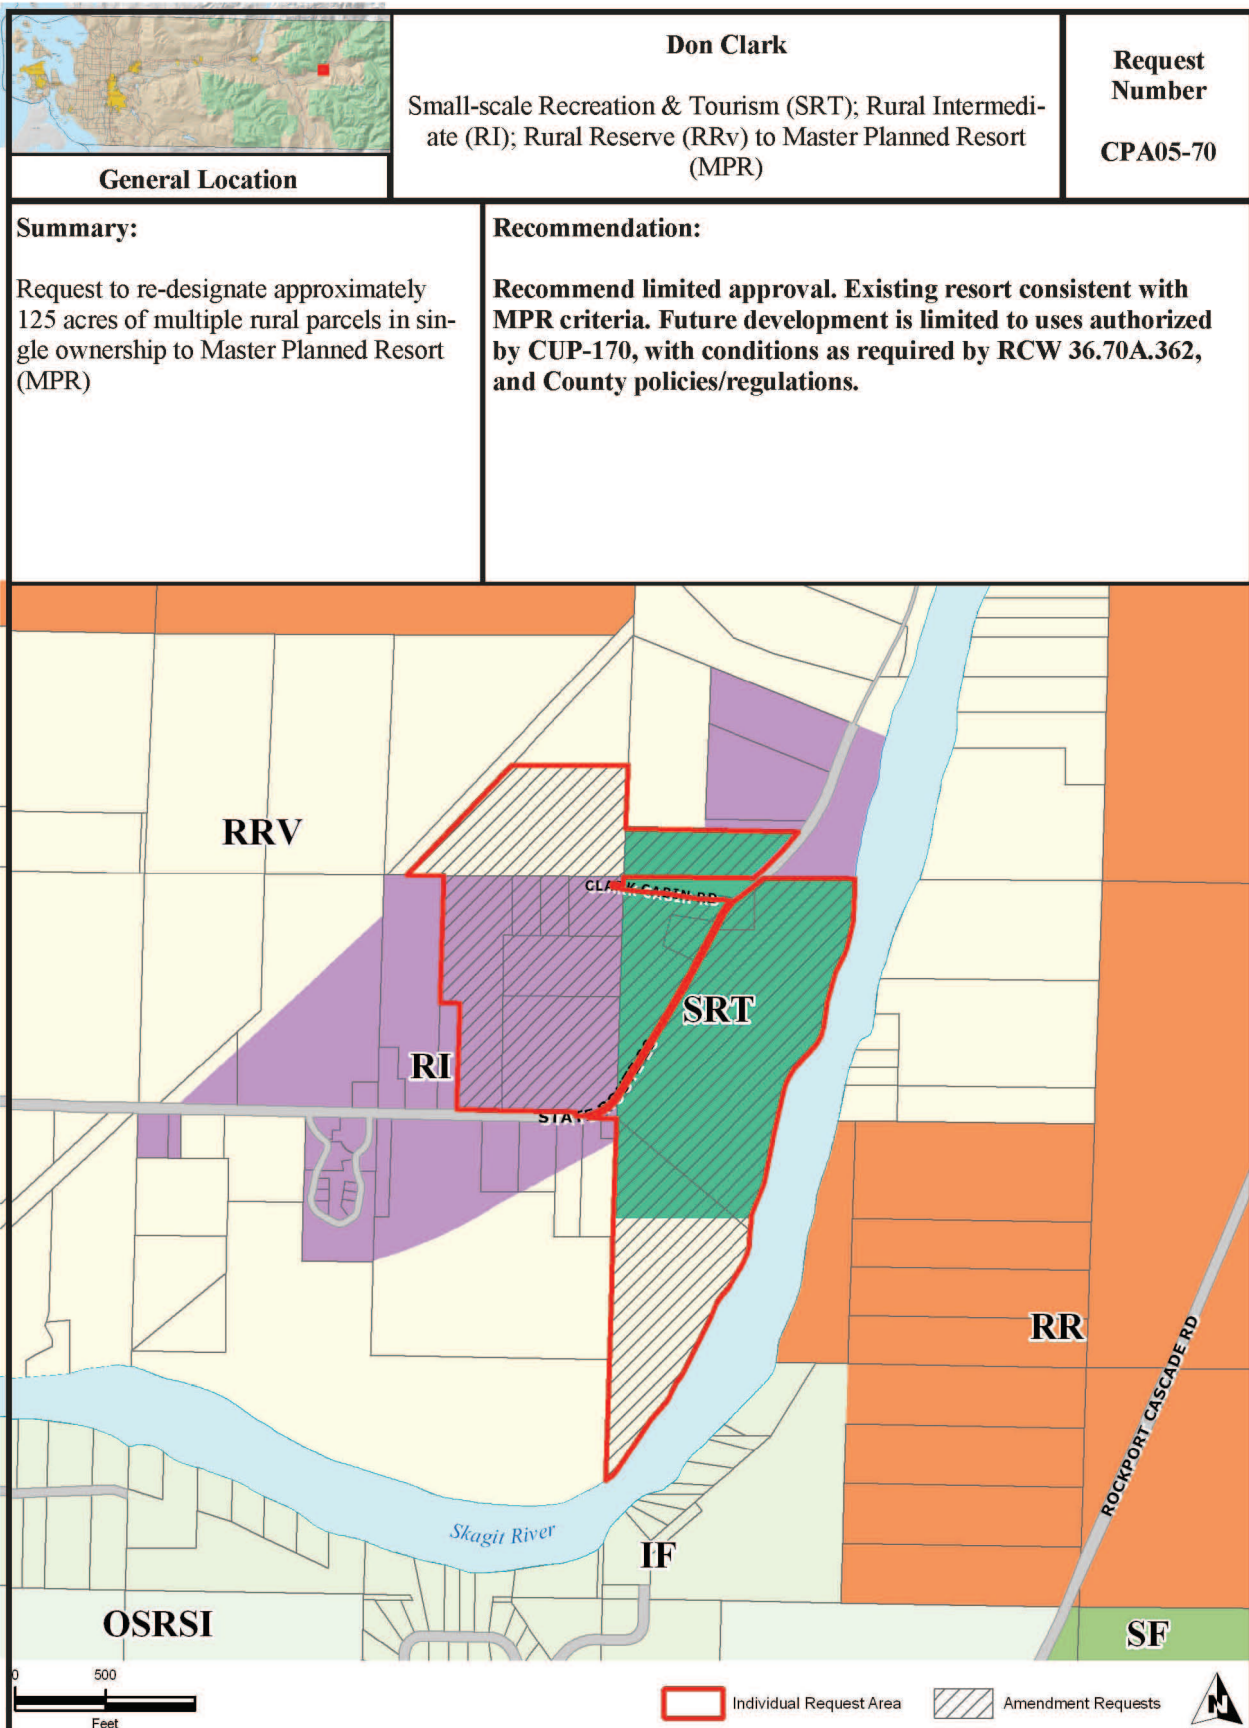 General Location
Don Clark
Small-scale Recreation & Tourism (SRT); Rural Intermedi-
ate (RI); Rural Reserve (RRv) to Master Planned Resort
(MPR)
Request
Number
CPA05-70
Summary:
Request to re-designate approximately
125 acres of multiple rural parcels in sin-
gle ownership to Master Planned Resort
(MPR)
Recommendation:
Recommend limited approval. Existing resort consistent with
MPR criteria. Future development is limited to uses authorized
by CUP-170, with conditions as required by RCW 36.70A.362,
and County policies/regulations.
RRV
CLARK CABIN RD
SRT
RI
STATE ROUTE
RR
ROCKPORT CASCADE RD
Skagit River
IF
OSRSI
SF
0 500
Feet
Individual Request Area
Amendment Requests
N